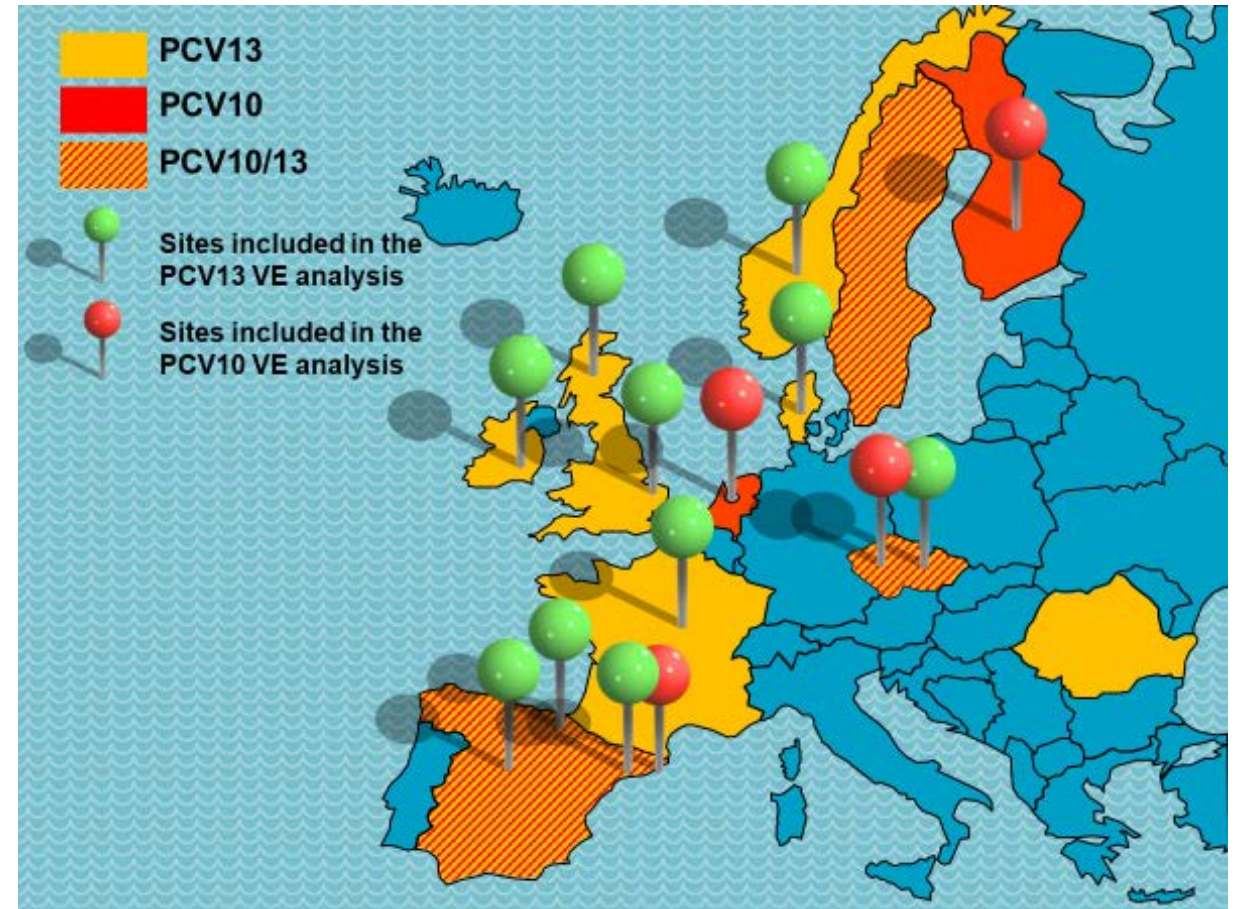 PCV13
PCV10
PCV10/13
Sites included in the
PCV13 VE analysis
Sites included in the
PCV10 VE analysis